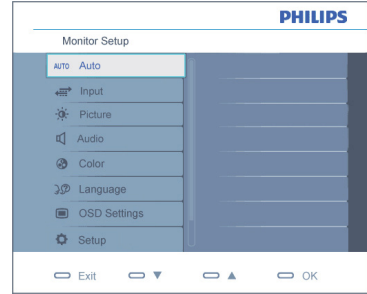 PHILIPS
Monitor Setup
AUTO Auto
Input
Picture
Audio
Color
Language
OSD Settings
Setup
Exit ▼ ▲ OK